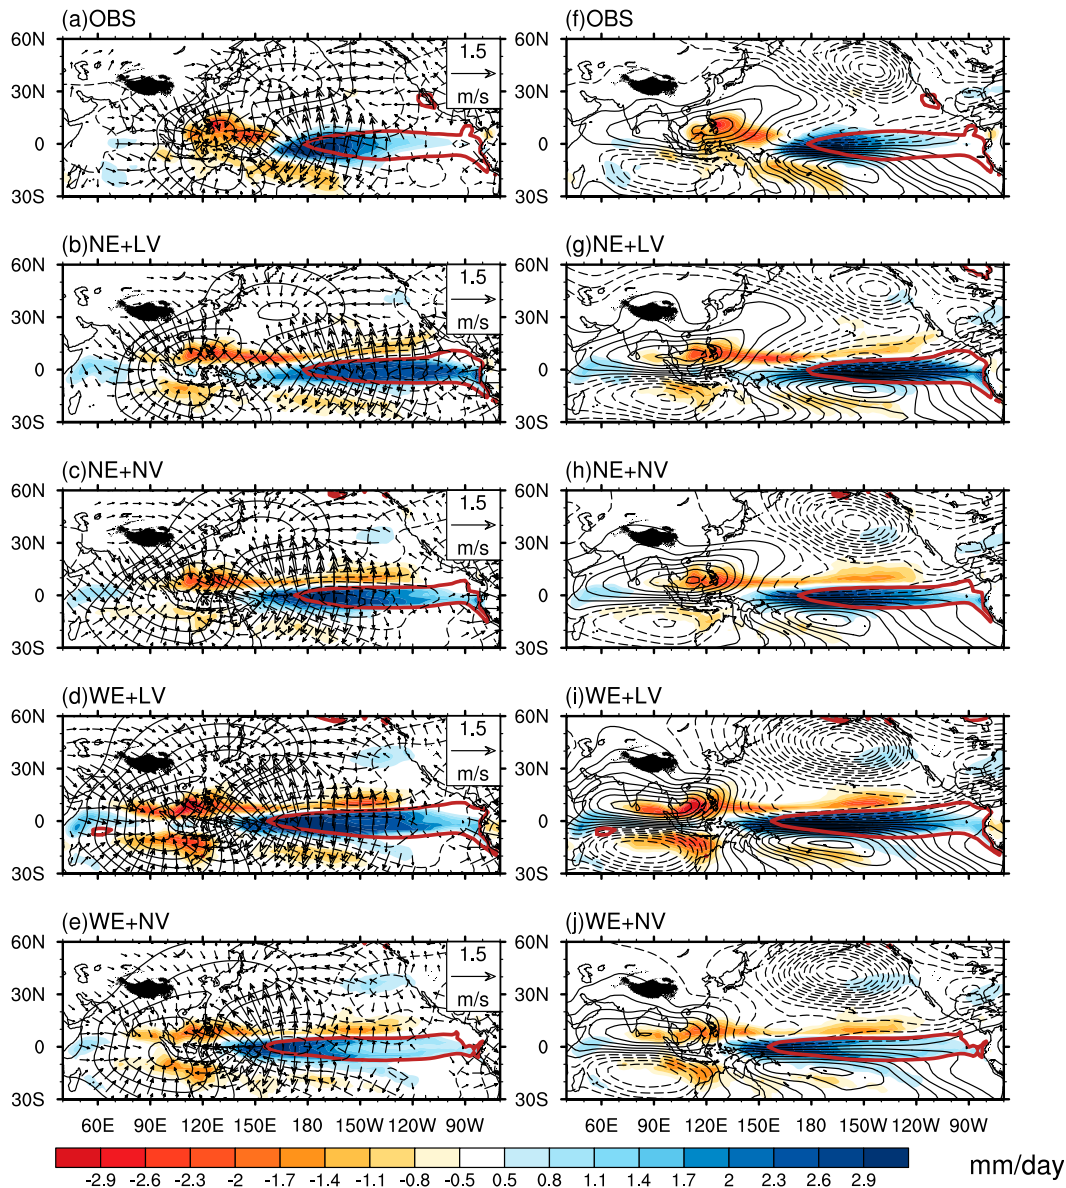 (a)OBS
(f)OBS
60N
30N
0
30S
1.5
m/s
60N
30N
0
30S
(b)NE+LV
(g)NE+LV
60N
30N
0
30S
1.5
m/s
60N
30N
0
30S
(c)NE+NV
(h)NE+NV
60N
30N
0
30S
1.5
m/s
60N
30N
0
30S
(d)WE+LV
(i)WE+LV
60N
30N
0
30S
1.5
m/s
60N
30N
0
30S
(e)WE+NV
(j)WE+NV
60N
30N
0
30S
1.5
m/s
60N
30N
0
30S
60E 90E 120E 150E 180 150W 120W 90W
60E 90E 120E 150E 180 150W 120W 90W
-2.9 -2.6 -2.3 -2 -1.7 -1.4 -1.1 -0.8 -0.5 0.5 0.8 1.1 1.4 1.7 2 2.3 2.6 2.9
mm/day